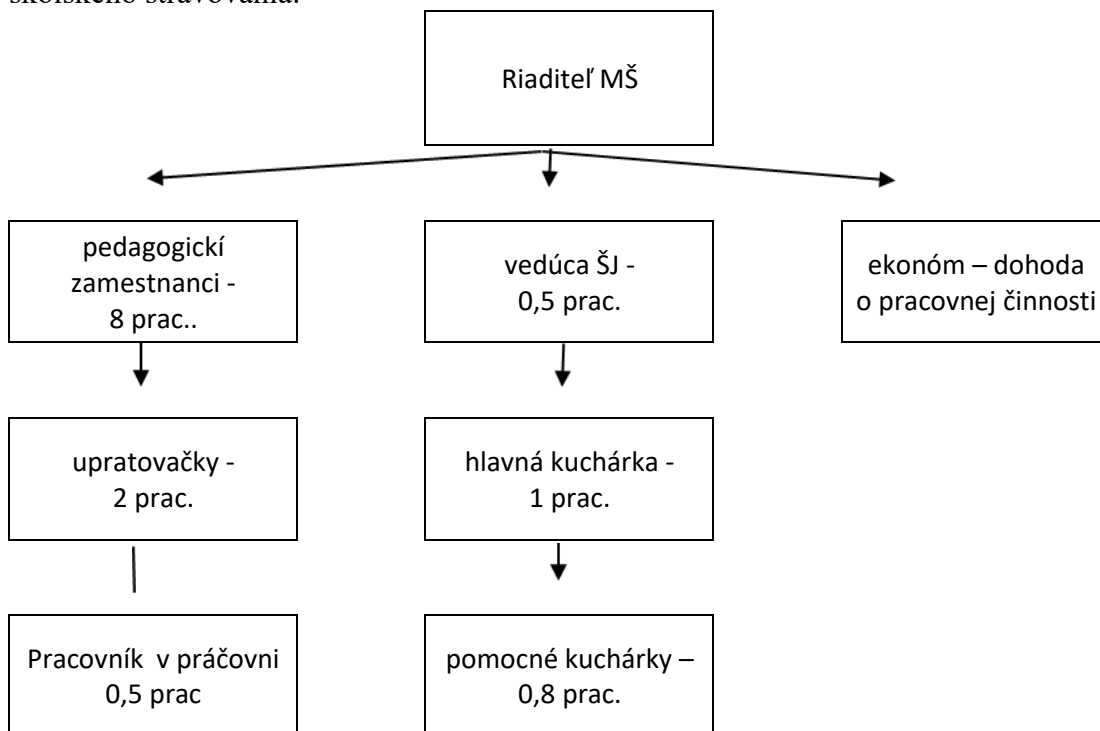 školského stravovania.
Riaditeľ MŠ
pedagogickí
zamestnanci -
8 prac..
vedúca ŠJ -
0,5 prac.
ekonóm – dohoda
o pracovnej činnosti
upratovačky -
2 prac.
hlavná kuchárka -
1 prac.
Pracovník v práčovni
0,5 prac
pomocné kuchárky –
0,8 prac.